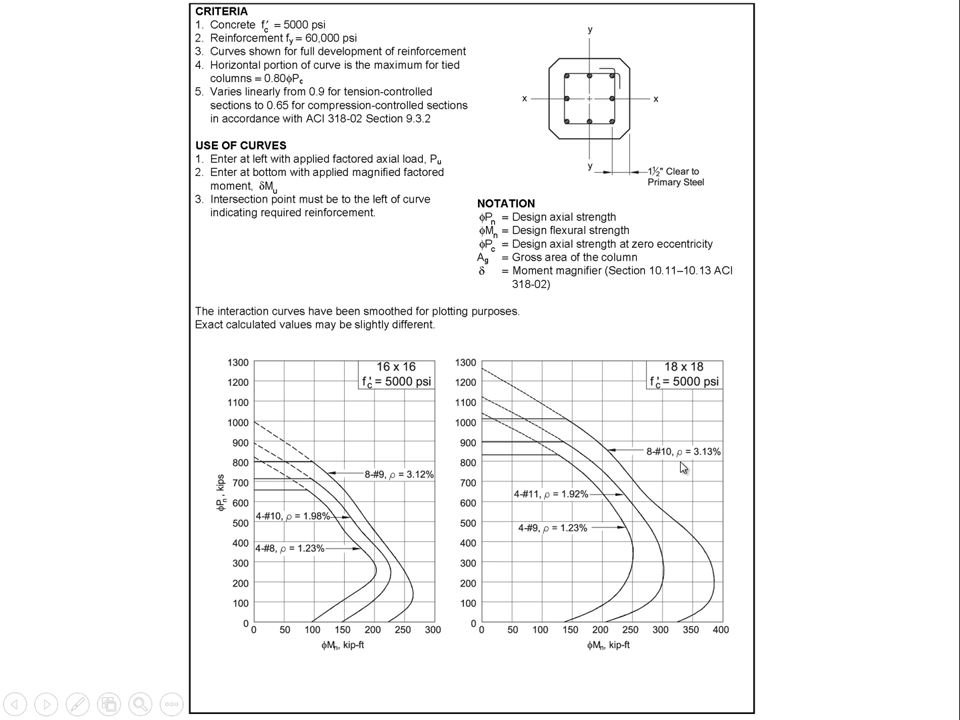 CRITERIA
1. Concrete f'c = 5000 psi
2. Reinforcement fy = 60,000 psi
3. Curves shown for full development of reinforcement
4. Horizontal portion of curve is the maximum for tied
columns = 0.80ϕPc
5. Varies linearly from 0.9 for tension-controlled
sections to 0.65 for compression-controlled sections
in accordance with ACI 318-02 Section 9.3.2
USE OF CURVES
1. Enter at left with applied factored axial load, Pu
2. Enter at bottom with applied magnified factored
moment, δMu
3. Intersection point must be to the left of curve
indicating required reinforcement.
y
x
x
y
1½" Clear to
Primary Steel
NOTATION
ϕPn = Design axial strength
ϕMn = Design flexural strength
ϕPc = Design axial strength at zero eccentricity
Ag = Gross area of the column
δ = Moment magnifier (Section 10.11–10.13 ACI
318-02)
The interaction curves have been smoothed for plotting purposes.
Exact calculated values may be slightly different.
16 x 16
f'c = 5000 psi
1300
1200
1100
1000
900
800
700
600
500
400
300
200
100
0
ϕPn, kips
8-#9, ρ = 3.12%
4-#10, ρ = 1.98%
4-#8, ρ = 1.23%
0 50 100 150 200 250 300
ϕMn, kip-ft
18 x 18
f'c = 5000 psi
1300
1200
1100
1000
900
800
700
600
500
400
300
200
100
0
8-#10, ρ = 3.13%
4-#11, ρ = 1.92%
4-#9, ρ = 1.23%
0 50 100 150 200 250 300 350 400
ϕMn, kip-ft